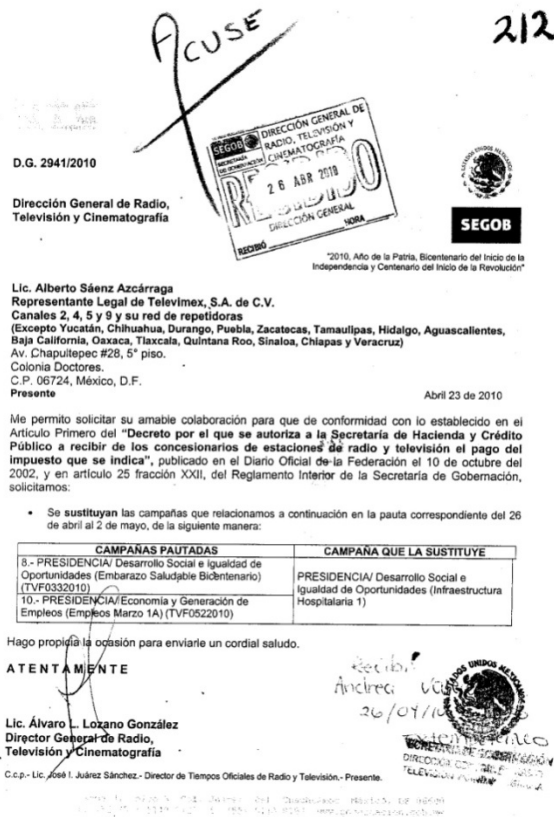 ACUSE
212
D.G. 2941/2010
SEGOB
SECRETARÍA
DE GOBERNACIÓN
DIRECCIÓN GENERAL DE
RADIO, TELEVISIÓN Y
CINEMATOGRAFÍA
RECIBIDO
26 ABR 2010
DIRECCIÓN GENERAL
RECIBIÓ
HORA
Dirección General de Radio,
Televisión y Cinematografía
ESTADOS UNIDOS MEXICANOS
SEGOB
"2010, Año de la Patria, Bicentenario del Inicio de la
Independencia y Centenario del Inicio de la Revolución"
Lic. Alberto Sáenz Azcárraga
Representante Legal de Televimex, S.A. de C.V.
Canales 2, 4, 5 y 9 y su red de repetidoras
(Excepto Yucatán, Chihuahua, Durango, Puebla, Zacatecas, Tamaulipas, Hidalgo, Aguascalientes,
Baja California, Oaxaca, Tlaxcala, Quintana Roo, Sinaloa, Chiapas y Veracruz)
Av. Chapultepec #28, 5° piso.
Colonia Doctores.
C.P. 06724, México, D.F.
Presente
Abril 23 de 2010
Me permito solicitar su amable colaboración para que de conformidad con lo establecido en el
Artículo Primero del "Decreto por el que se autoriza a la Secretaría de Hacienda y Crédito
Público a recibir de los concesionarios de estaciones de radio y televisión el pago del
impuesto que se indica", publicado en el Diario Oficial de la Federación el 10 de octubre del
2002, y en artículo 25 fracción XXII, del Reglamento Interior de la Secretaría de Gobernación,
solicitamos:
• Se sustituyan las campañas que relacionamos a continuación en la pauta correspondiente del 26
de abril al 2 de mayo, de la siguiente manera:
CAMPAÑAS PAUTADAS
CAMPAÑA QUE LA SUSTITUYE
8.- PRESIDENCIA/ Desarrollo Social e Igualdad de
Oportunidades (Embarazo Saludable Bicentenario)
(TVF0332010)
10.- PRESIDENCIA/Economía y Generación de
Empleos (Empleos Marzo 1A) (TVF0522010)
PRESIDENCIA/ Desarrollo Social e
Igualdad de Oportunidades (Infraestructura
Hospitalaria 1)
Hago propicia la ocasión para enviarle un cordial saludo.
ATENTAMENTE
Recibí
Andrea
26/04/10
Lic. Álvaro L. Lozano González
Director General de Radio,
Televisión y Cinematografía
SECRETARÍA DE GOBERNACIÓN
C.c.p.- Lic. José I. Juárez Sánchez.- Director de Tiempos Oficiales de Radio y Televisión.- Presente.